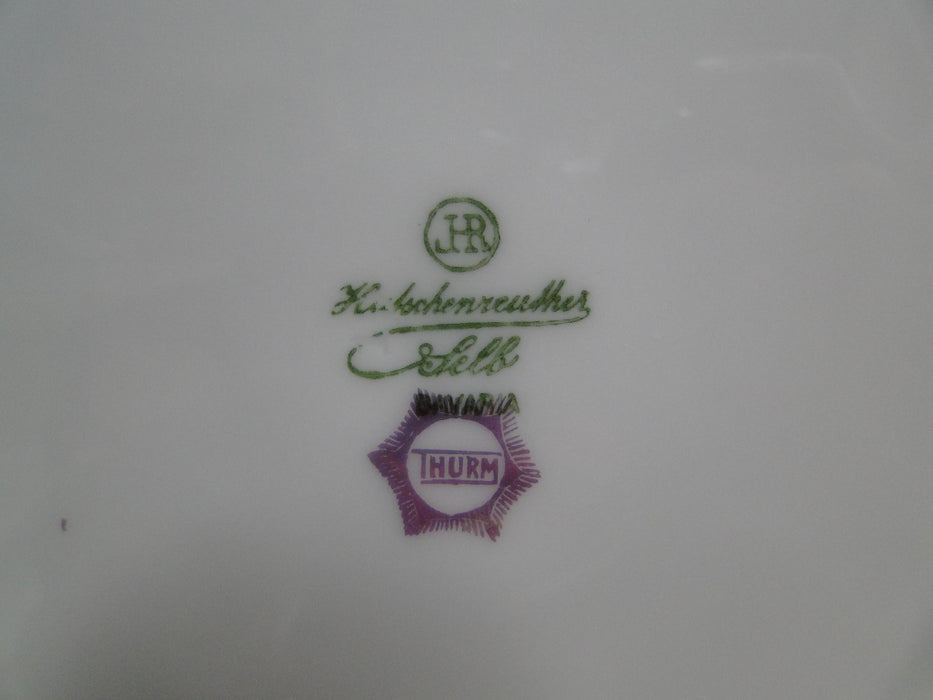 JHR
Hutschenreuther
Selb
BAVARIA
THURM